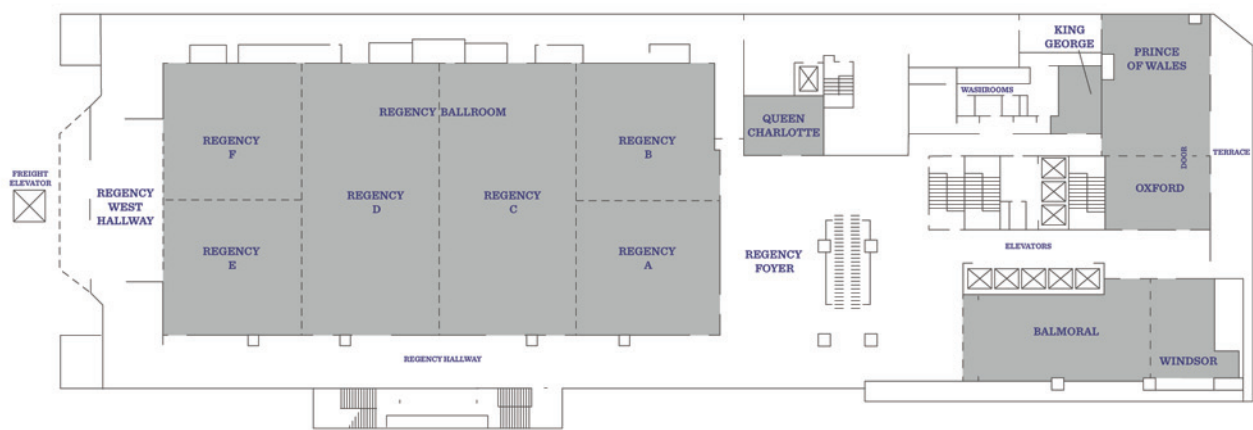 KING
GEORGE
PRINCE
OF WALES
WASHROOMS
REGENCY BALLROOM
QUEEN
CHARLOTTE
REGENCY
F
REGENCY
B
DOOR
TERRACE
FREIGHT
ELEVATOR
REGENCY
WEST
HALLWAY
REGENCY
D
REGENCY
C
OXFORD
REGENCY
E
REGENCY
A
REGENCY
FOYER
ELEVATORS
BALMORAL
WINDSOR
REGENCY HALLWAY